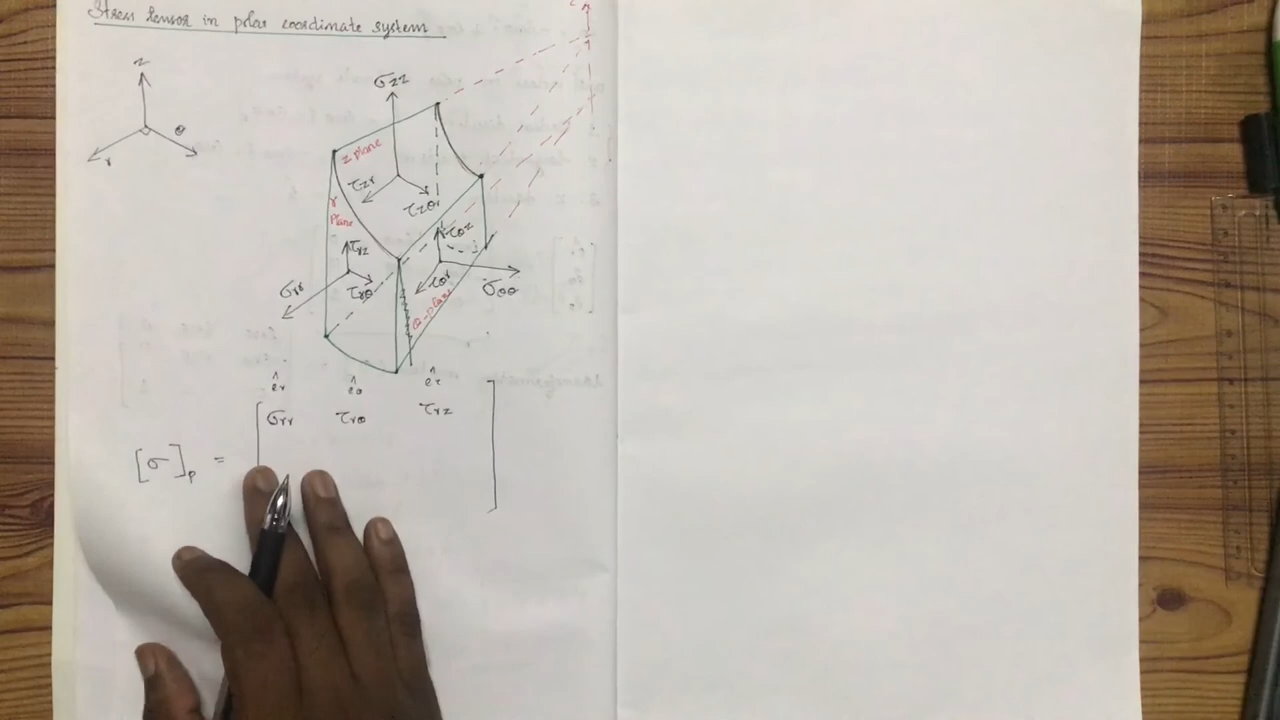 Stress tensor in polar coordinate system
z
θ
r
σzz
z plane
τzr
τzθ
r plane
τrz
τrθ
σrr
τθz
τθr
σθθ
θ-plane
êr êθ êz
σrr τrθ τrz
[σ]p =